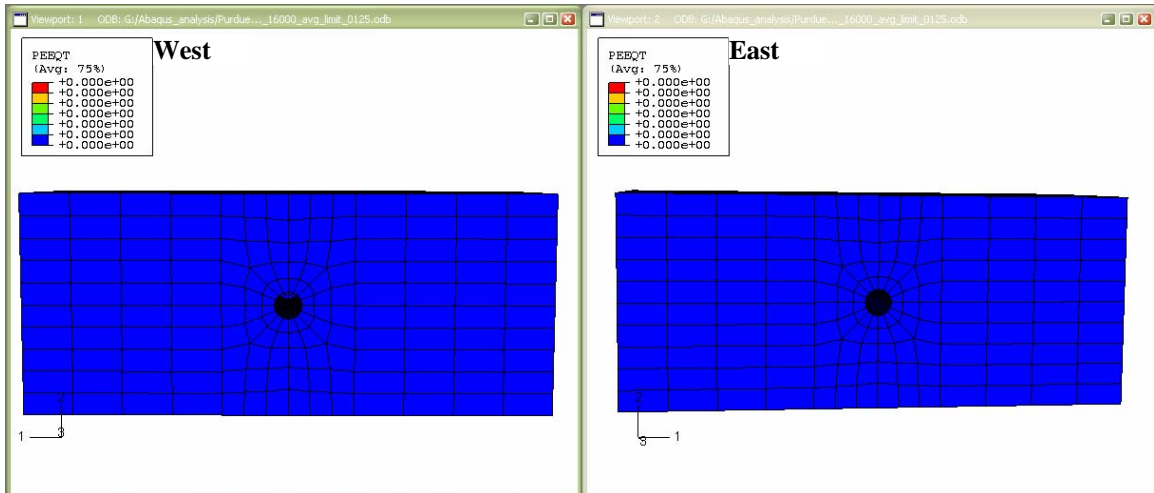 Viewport: 1 ODB: G:/Abaqus_analysis/Purdue..._16000_avg_limit_0125.odb
West
PEEQT
(Avg: 75%)
+0.000e+00
+0.000e+00
+0.000e+00
+0.000e+00
+0.000e+00
+0.000e+00
+0.000e+00
2
1
3
Viewport: 2 ODB: G:/Abaqus_analysis/Purdue..._16000_avg_limit_0125.odb
East
PEEQT
(Avg: 75%)
+0.000e+00
+0.000e+00
+0.000e+00
+0.000e+00
+0.000e+00
+0.000e+00
+0.000e+00
2
3
1